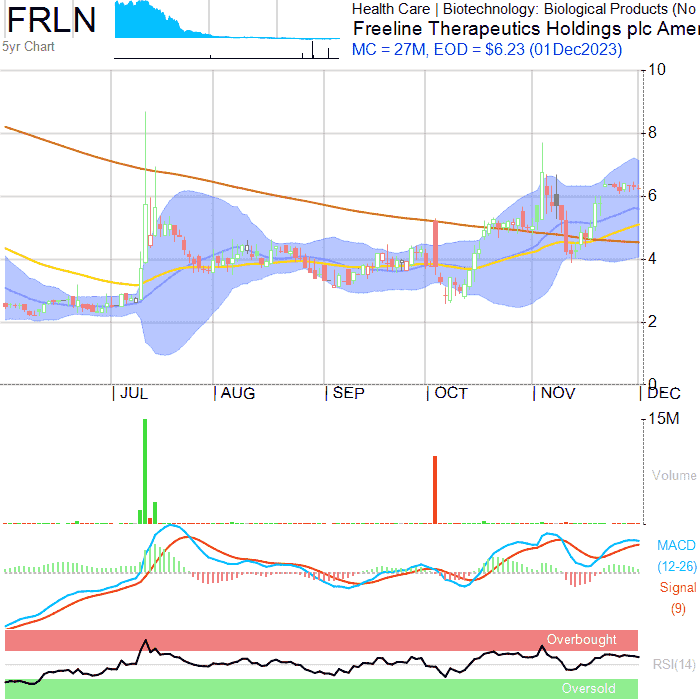 FRLN
5yr Chart
Health Care | Biotechnology: Biological Products (No
Freeline Therapeutics Holdings plc Amer
MC = 27M, EOD = $6.23 (01Dec2023)
10
8
6
4
2
0
JUL AUG SEP OCT NOV DEC
15M
Volume
MACD
(12-26)
Signal
(9)
Overbought
RSI(14)
Oversold